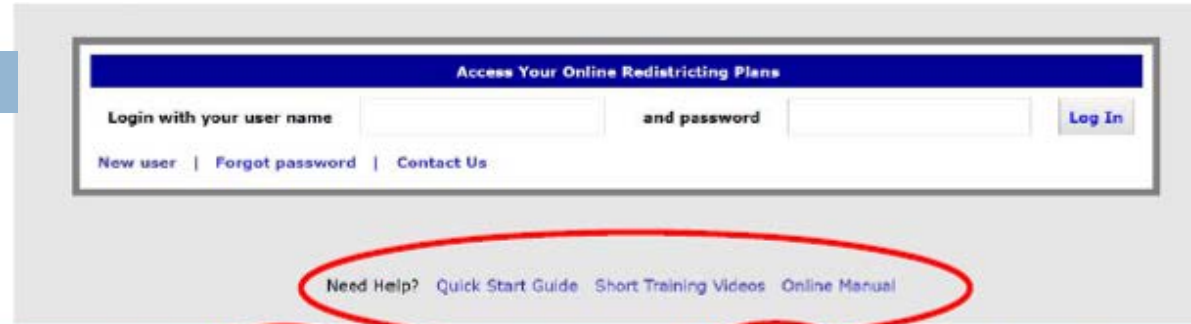 Access Your Online Redistricting Plans
Login with your user name and password Log In
New user | Forgot password | Contact Us
Need Help? Quick Start Guide Short Training Videos Online Manual